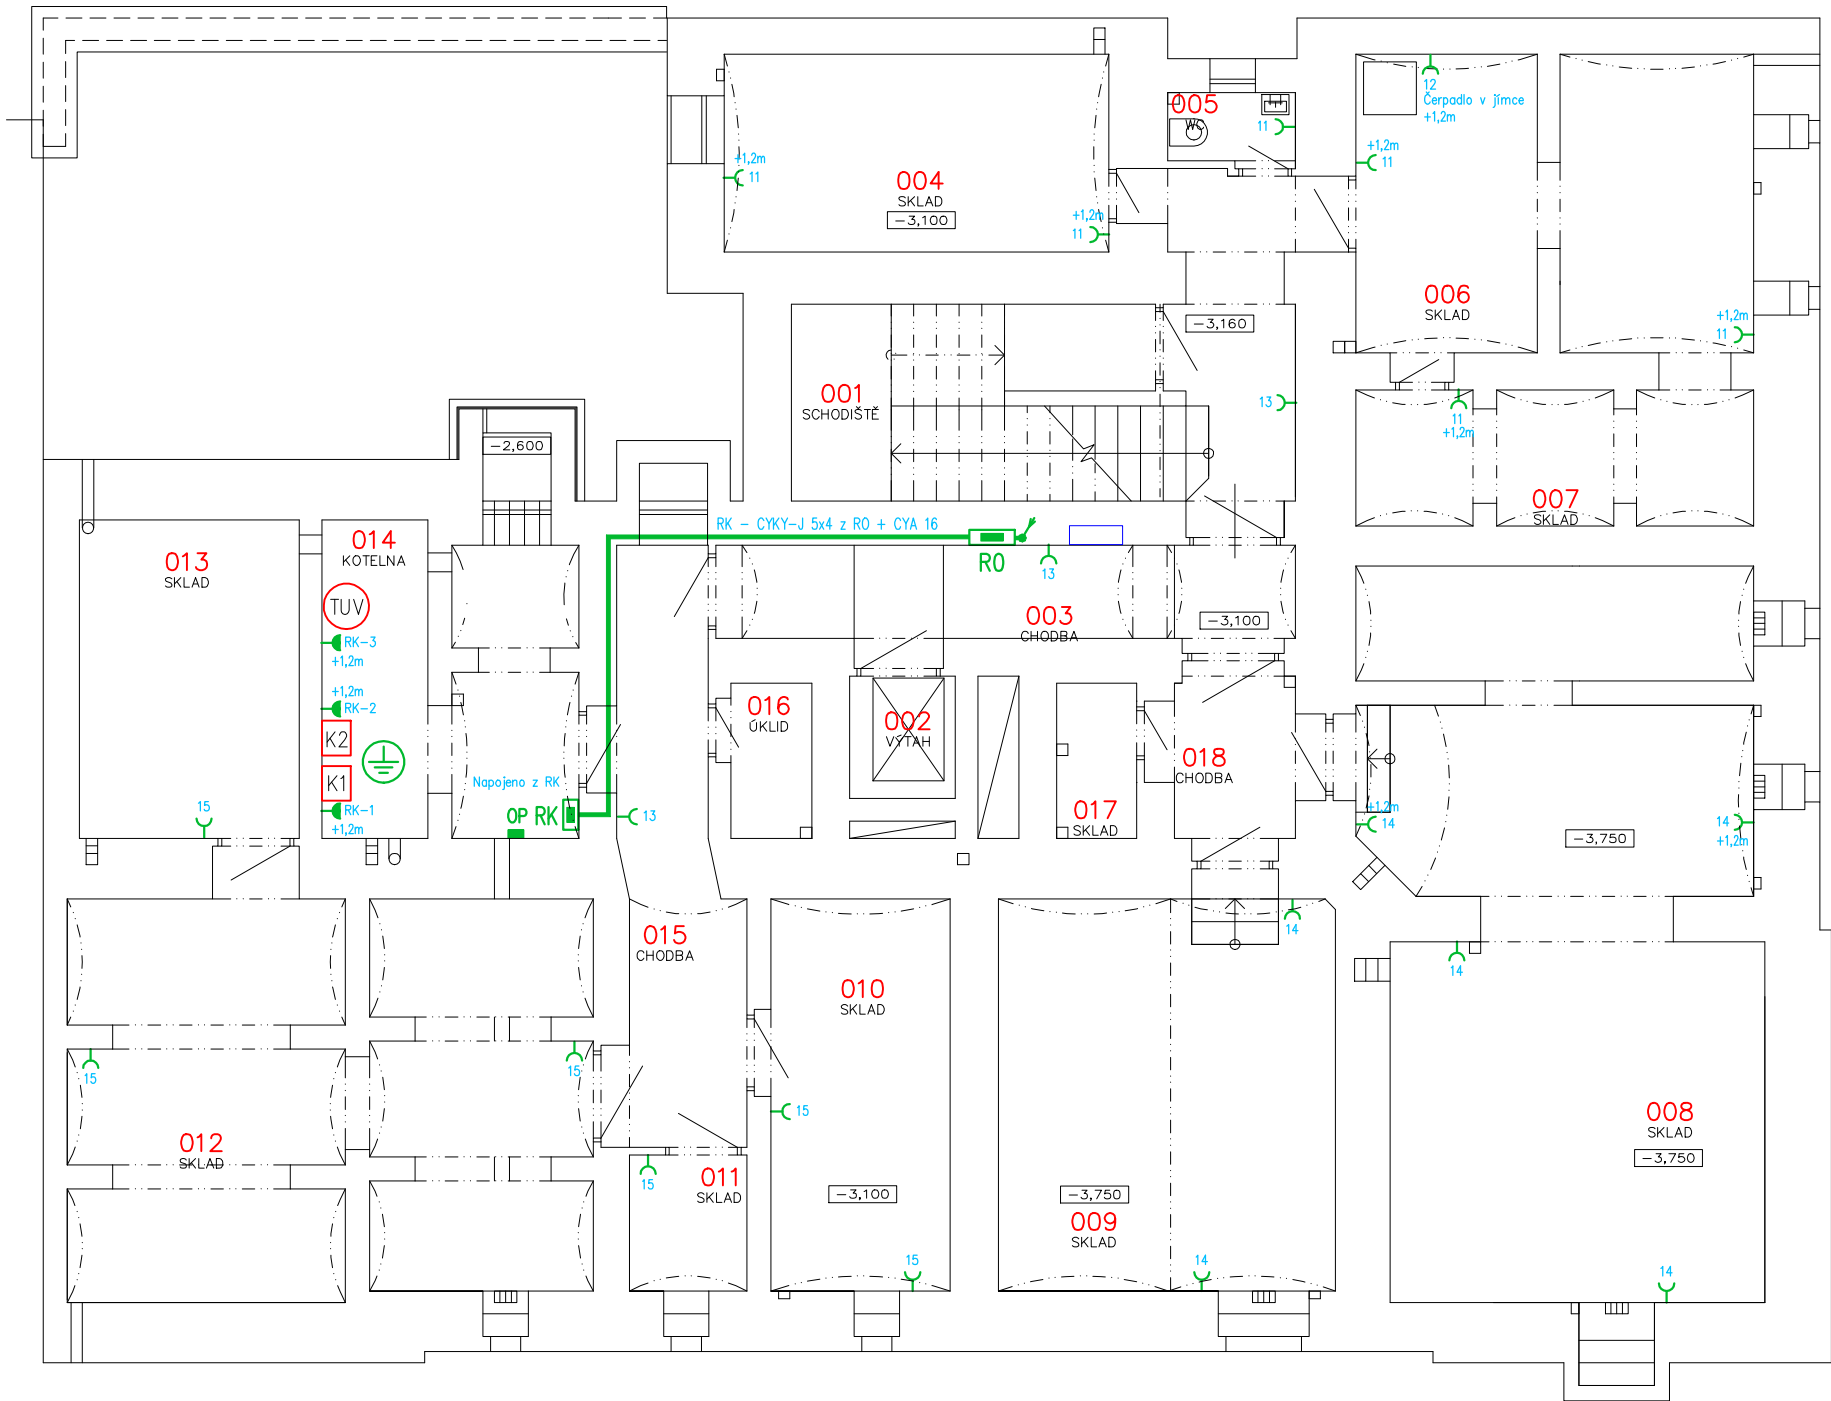 12
Čerpadlo v jímce
+1,2m
005
WC
11
+1,2m
11
+1,2m
11
004
SKLAD
-3,100
+1,2m
11
006
SKLAD
+1,2m
11
-3,160
001
SCHODIŠTĚ
13
11
+1,2m
-2,600
007
SKLAD
RK - CYKY-J 5x4 z RO + CYA 16
RO
13
013
SKLAD
014
KOTELNA
TUV
RK-3
+1,2m
003
CHODBA
-3,100
+1,2m
RK-2
K2
K1
RK-1
+1,2m
016
ÚKLID
002
VÝTAH
018
CHODBA
Napojeno z RK
OP RK
13
15
017
SKLAD
+1,2m
14
-3,750
14
+1,2m
015
CHODBA
14
14
010
SKLAD
15
15
15
012
SKLAD
011
SKLAD
15
-3,100
-3,750
009
SKLAD
008
SKLAD
-3,750
15
14
14